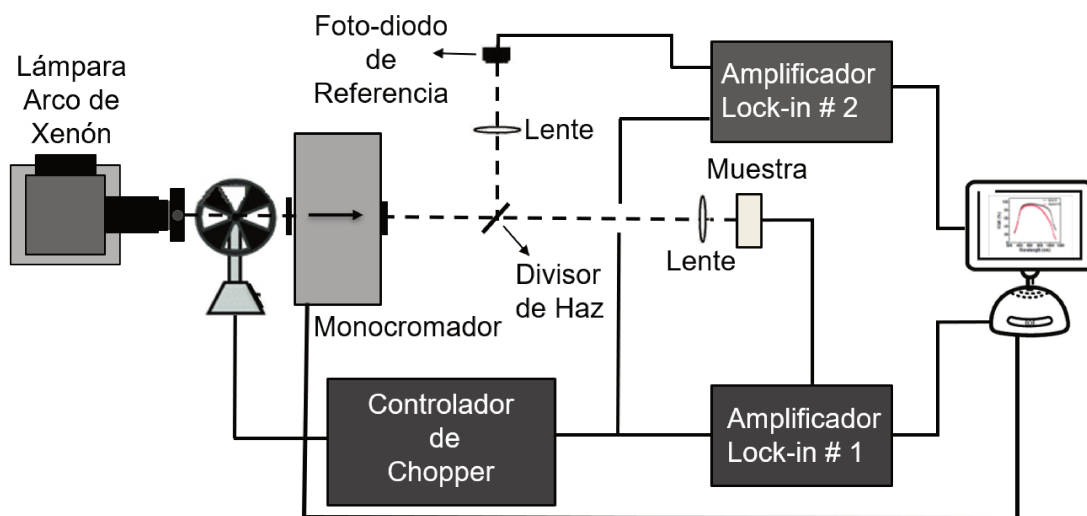 Lámpara
Arco de
Xenón
Foto-diodo
de
Referencia
Lente
Amplificador
Lock-in # 2
Muestra
Lente
Divisor
de Haz
Monocromador
Controlador
de
Chopper
Amplificador
Lock-in # 1